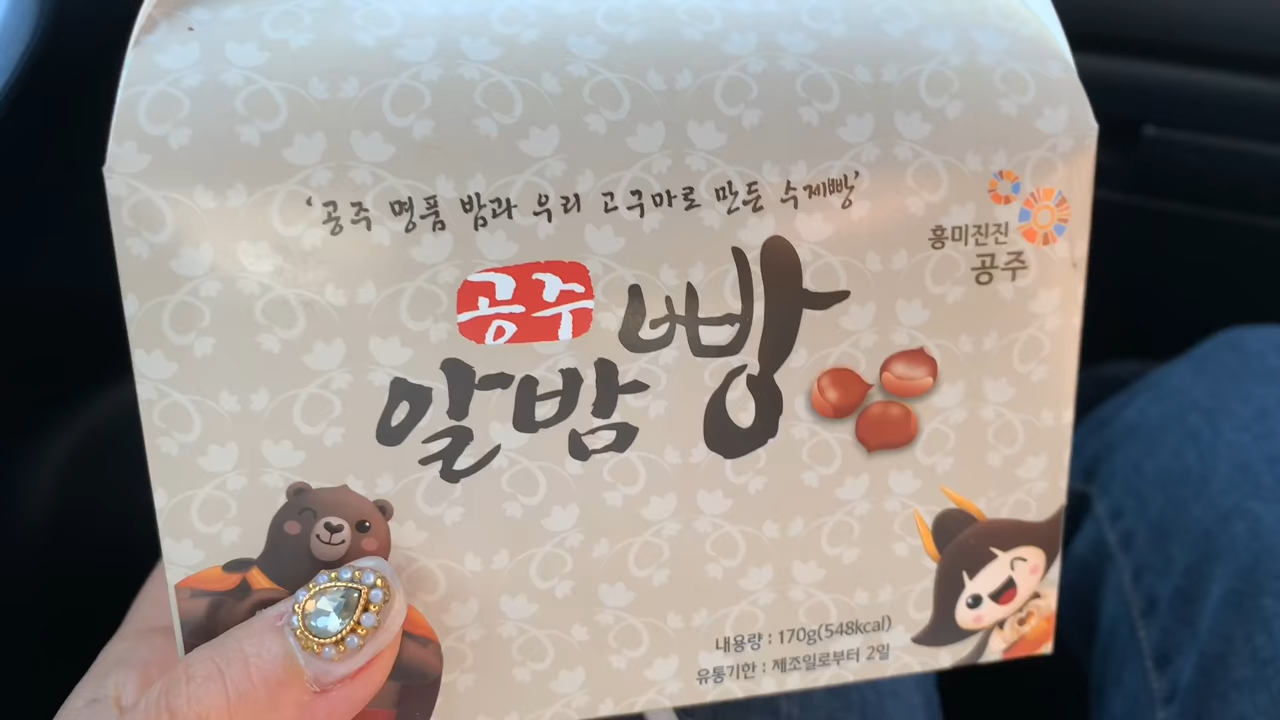 '공주 명품 밤과 우리 고구마로 만든 수제빵'
흥미진진
공주
공주
알밤빵
내용량 : 170g(548kcal)
유통기한 : 제조일로부터 2일